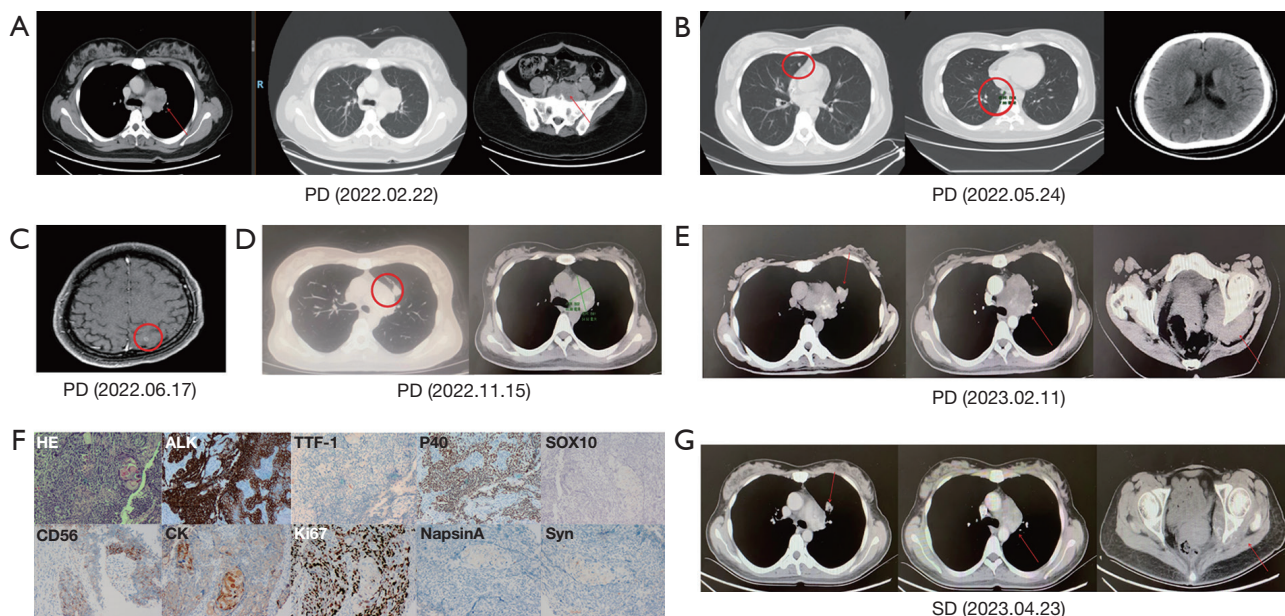 A
R
PD (2022.02.22)
B
PD (2022.05.24)
C
PD (2022.06.17)
D
PD (2022.11.15)
E
PD (2023.02.11)
F
HE
ALK
TTF-1
P40
SOX10
CD56
CK
Ki67
NapsinA
Syn
G
SD (2023.04.23)